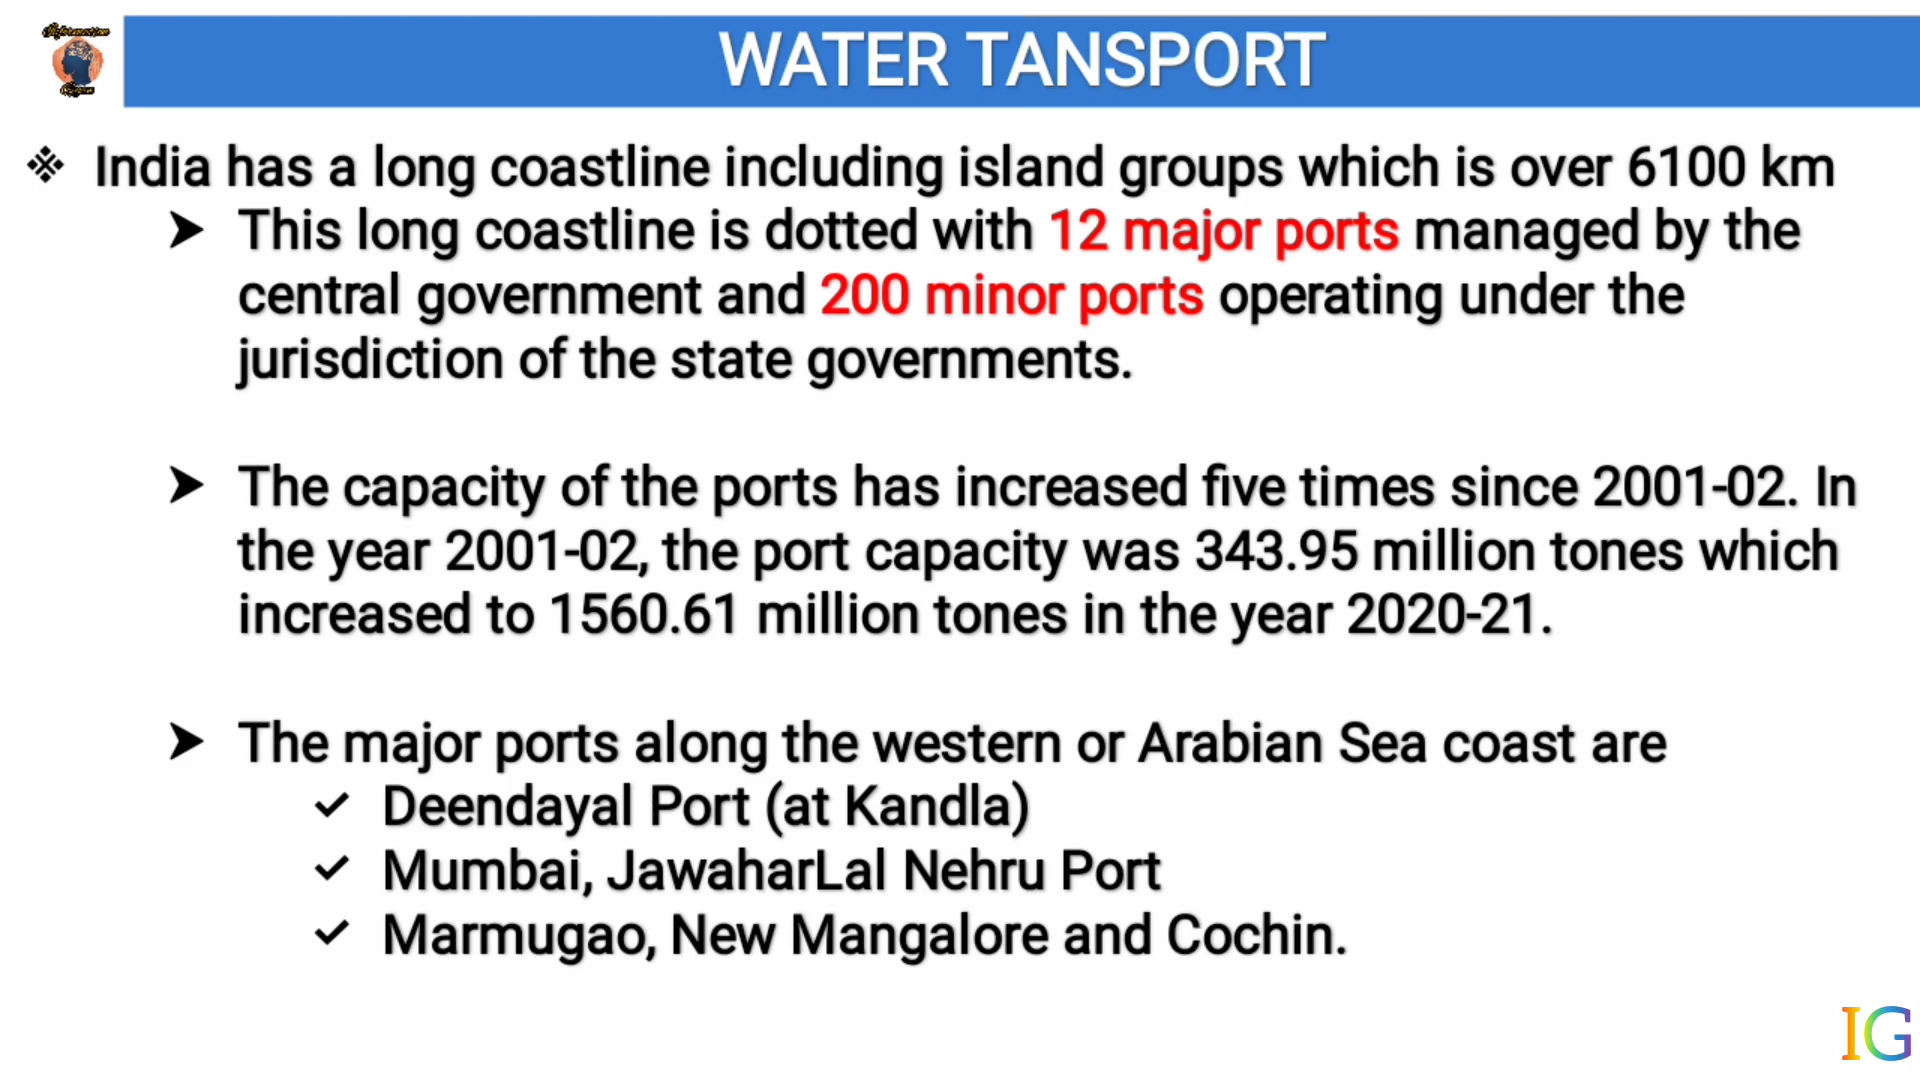 WATER TANSPORT
❖ India has a long coastline including island groups which is over 6100 km
➤ This long coastline is dotted with 12 major ports managed by the
central government and 200 minor ports operating under the
jurisdiction of the state governments.
➤ The capacity of the ports has increased five times since 2001-02. In
the year 2001-02, the port capacity was 343.95 million tones which
increased to 1560.61 million tones in the year 2020-21.
➤ The major ports along the western or Arabian Sea coast are
✓ Deendayal Port (at Kandla)
✓ Mumbai, JawaharLal Nehru Port
✓ Marmugao, New Mangalore and Cochin.
IG